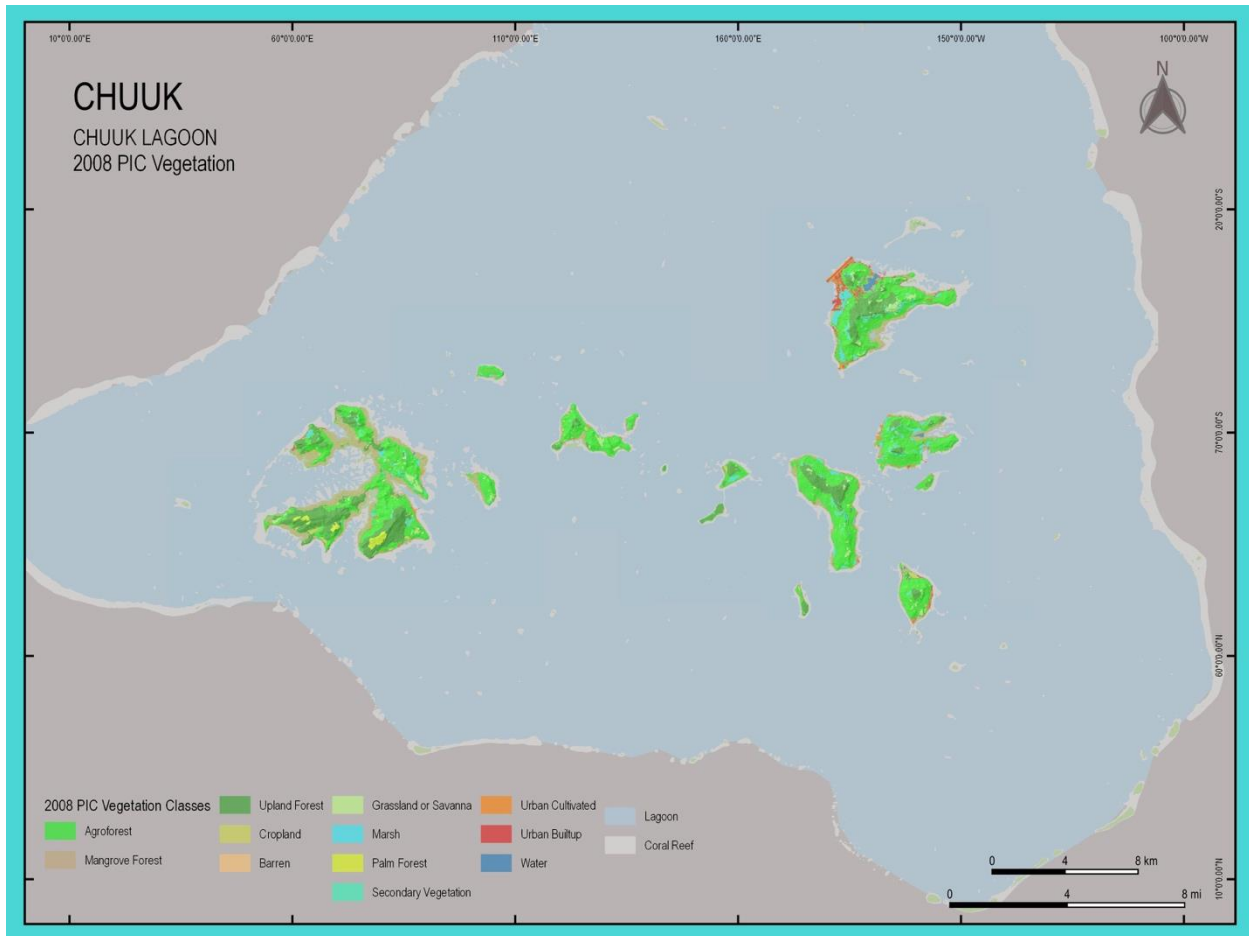 10°0'0.00"E
60°0'0.00"E
110°0'0.00"E
160°0'0.00"E
150°0'0.00"W
100°0'0.00"W
CHUUK
CHUUK LAGOON
2008 PIC Vegetation
N
20°0'0.00"S
70°0'0.00"S
60°0'0.00"N
10°0'0.00"N
2008 PIC Vegetation Classes
Agroforest
Mangrove Forest
Upland Forest
Cropland
Barren
Grassland or Savanna
Marsh
Palm Forest
Secondary Vegetation
Urban Cultivated
Urban Builtup
Water
Lagoon
Coral Reef
0 4 8 km
0 4 8 mi